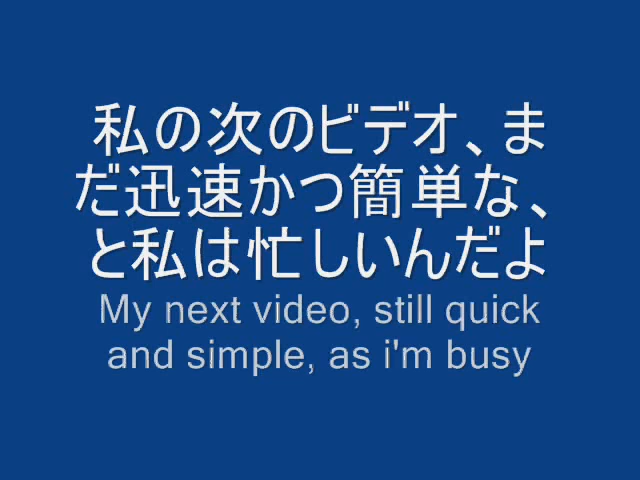 私の次のビデオ、ま
だ迅速かつ簡単な、
と私は忙しいんだよ
My next video, still quick
and simple, as i'm busy